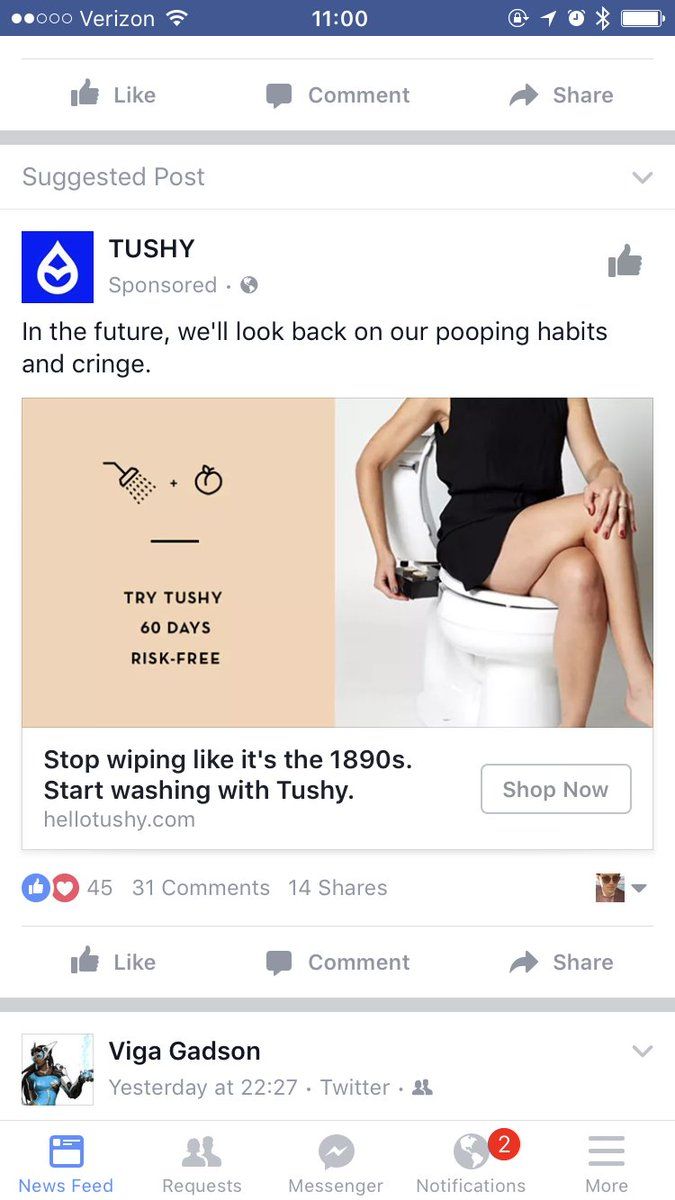 Verizon 11:00
Like Comment Share
Suggested Post
TUSHY
Sponsored ·
In the future, we'll look back on our pooping habits
and cringe.
+
TRY TUSHY
60 DAYS
RISK-FREE
Stop wiping like it's the 1890s.
Start washing with Tushy.
hellotushy.com
Shop Now
45 31 Comments 14 Shares
Like Comment Share
Viga Gadson
Yesterday at 22:27 · Twitter ·
2
News Feed Requests Messenger Notifications More